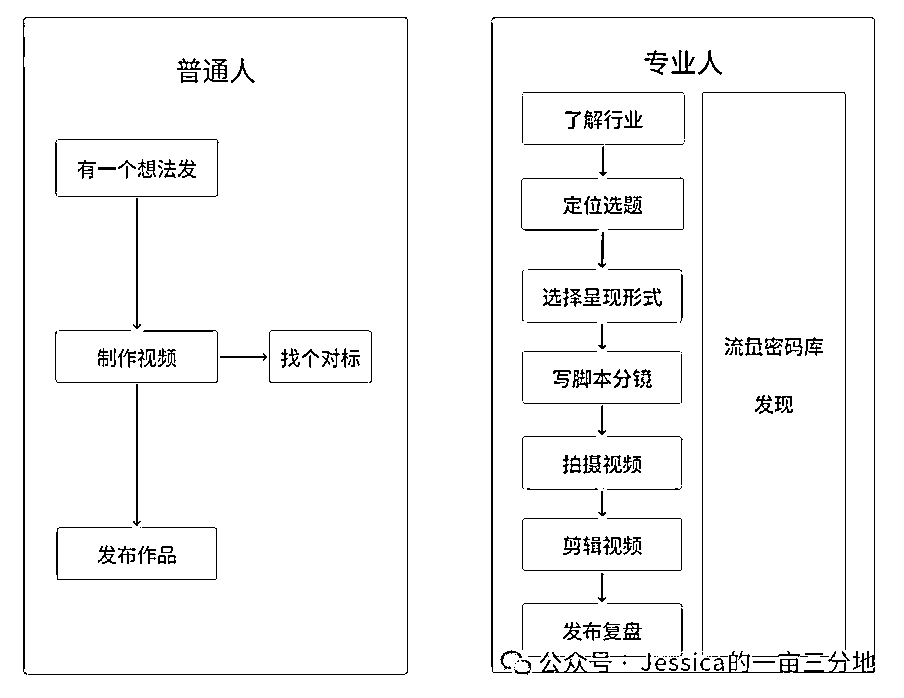 普通人
有一个想法发
制作视频
找个对标
发布作品
专业人
了解行业
定位选题
选择呈现形式
写脚本分镜
拍摄视频
剪辑视频
发布复盘
流量密码库
发现
公众号 · Jessica的一亩三分地